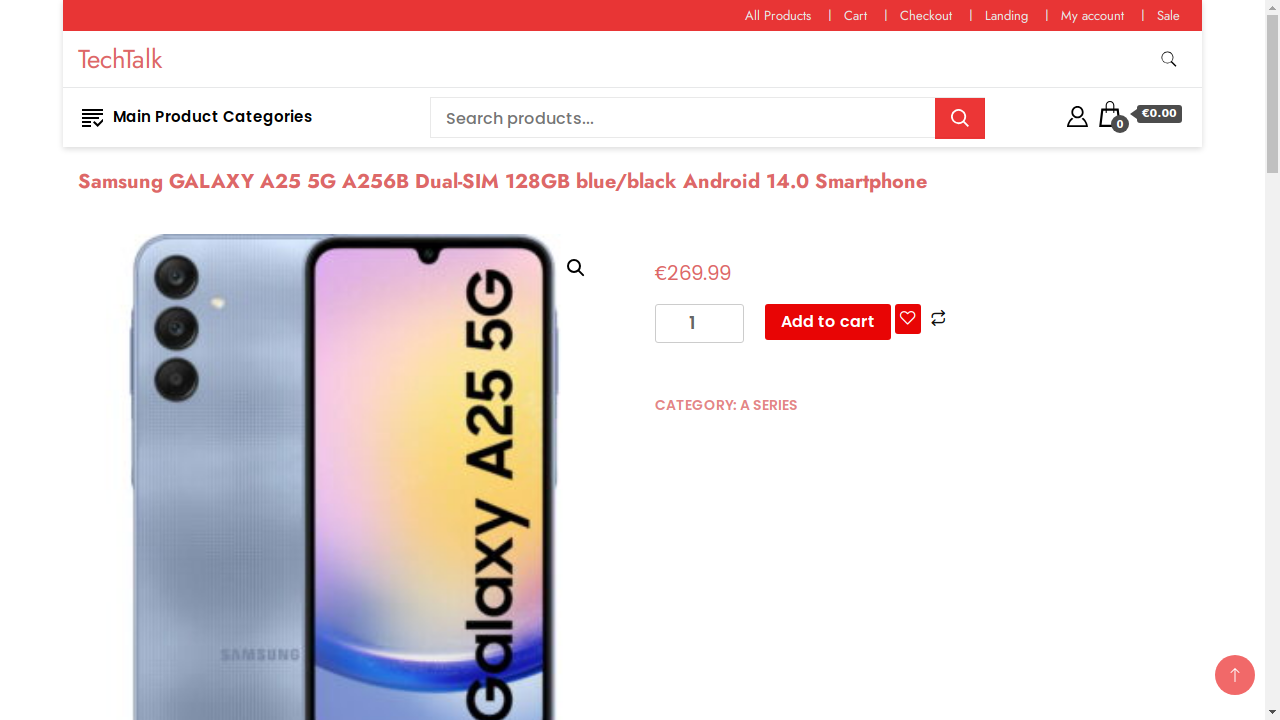 All Products | Cart | Checkout | Landing | My account | Sale
TechTalk
Main Product Categories
Search products...
0
€0.00
Samsung GALAXY A25 5G A256B Dual-SIM 128GB blue/black Android 14.0 Smartphone
SAMSUNG
Galaxy A25 5G
€269.99
1
Add to cart
CATEGORY: A SERIES